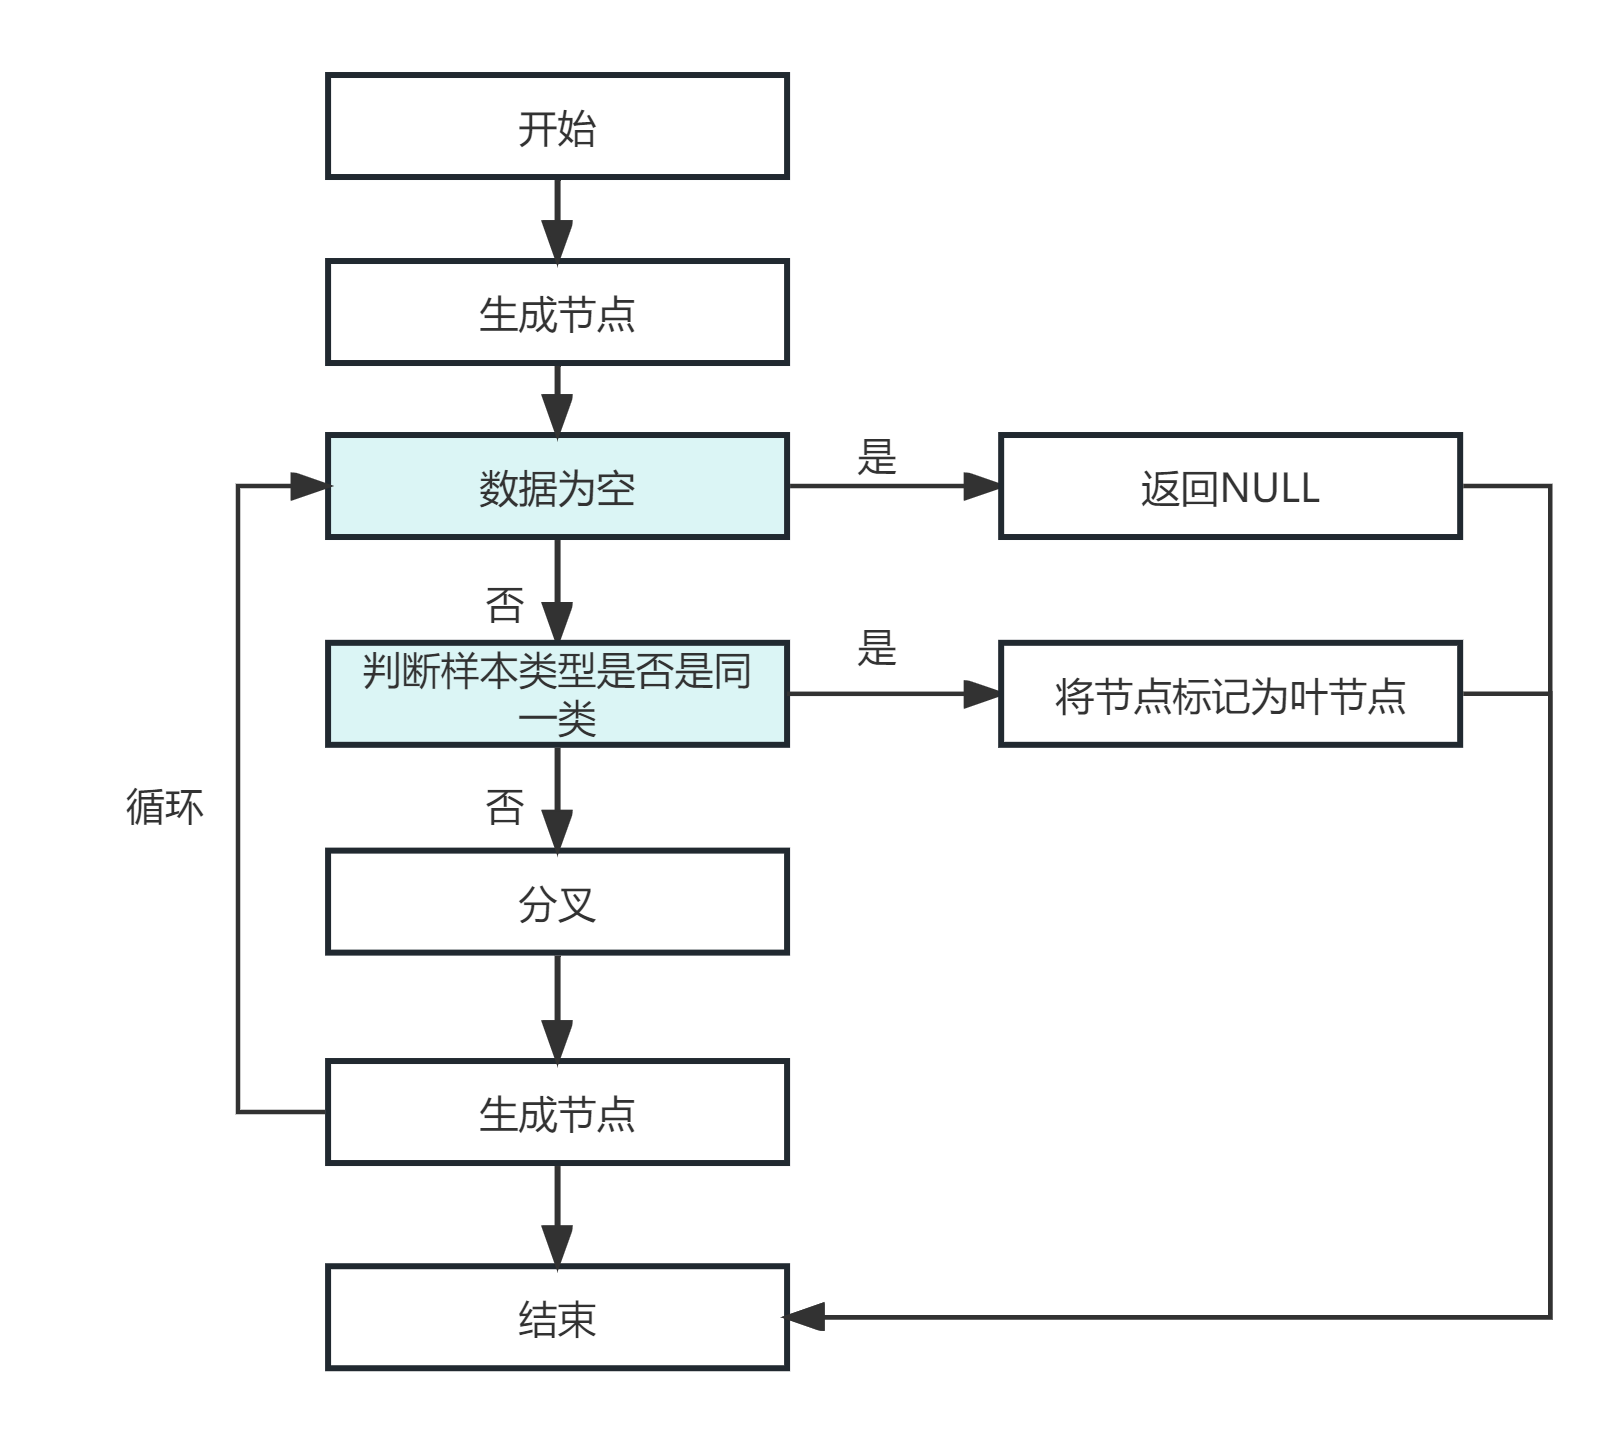 开始
生成节点
数据为空
是
返回NULL
否
判断样本类型是否是同
一类
是
将节点标记为叶节点
循环
否
分叉
生成节点
结束